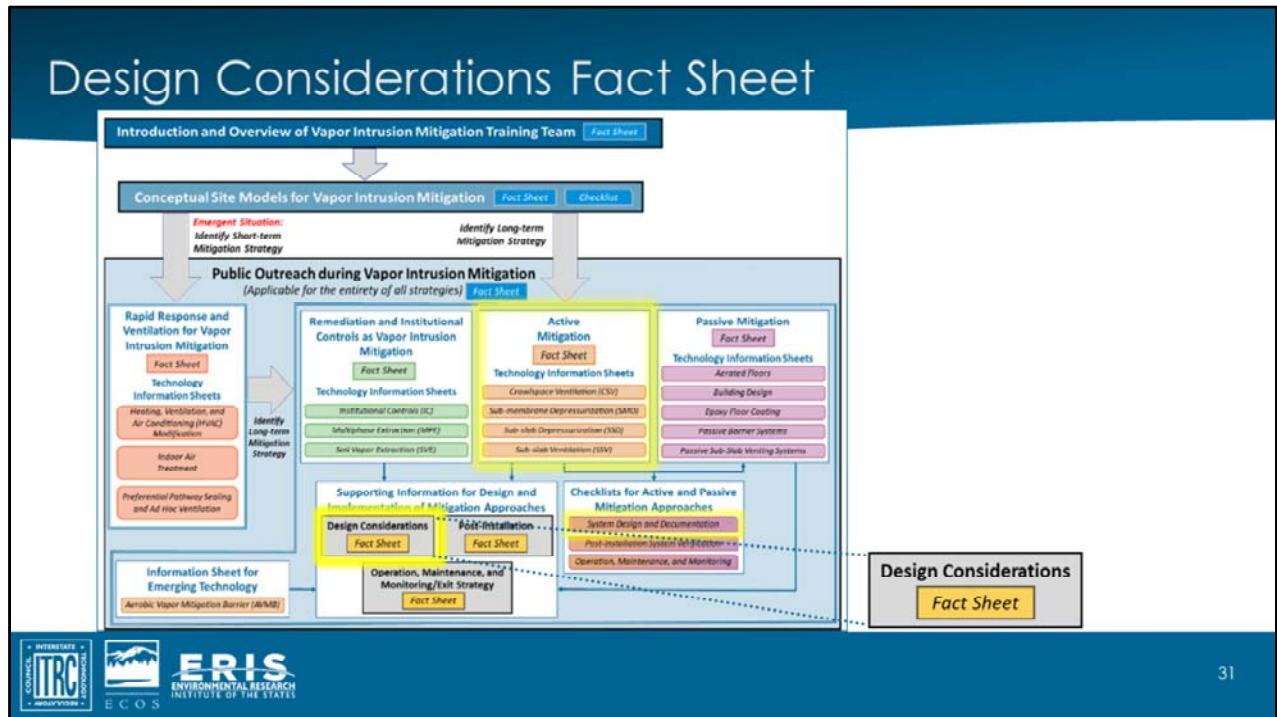 Design Considerations Fact Sheet
Introduction and Overview of Vapor Intrusion Mitigation Training Team Fact Sheet
Conceptual Site Models for Vapor Intrusion Mitigation Fact Sheet Checklist
Emergent Situation:
Identify Short-term
Mitigation Strategy
Identify Long-term
Mitigation Strategy
Public Outreach during Vapor Intrusion Mitigation
(Applicable for the entirety of all strategies) Fact Sheet
Rapid Response and
Ventilation for Vapor
Intrusion Mitigation
Fact Sheet
Technology
Information Sheets
Heating, Ventilation, and
Air Conditioning (HVAC)
Modification
Indoor Air
Treatment
Preferential Pathway Sealing
and Ad Hoc Ventilation
Identify
Long-term
Mitigation
Strategy
Remediation and Institutional
Controls as Vapor Intrusion
Mitigation
Fact Sheet
Technology Information Sheets
Institutional Controls (IC)
Multiphase Extraction (MPE)
Soil Vapor Extraction (SVE)
Active
Mitigation
Fact Sheet
Technology Information Sheets
Crawlspace Ventilation (CSV)
Sub-membrane Depressurization (SMD)
Sub-slab Depressurization (SSD)
Sub-slab Ventilation (SSV)
Passive Mitigation
Fact Sheet
Technology Information Sheets
Aerated Floors
Building Design
Epoxy Floor Coating
Passive Barrier Systems
Passive Sub-Slab Venting Systems
Supporting Information for Design and
Implementation of Mitigation Approaches
Design Considerations
Fact Sheet
Post-Installation
Fact Sheet
Operation, Maintenance, and
Monitoring/Exit Strategy
Fact Sheet
Checklists for Active and Passive
Mitigation Approaches
System Design and Documentation
Post-Installation System Verification
Operation, Maintenance, and Monitoring
Information Sheet for
Emerging Technology
Aerobic Vapor Mitigation Barrier (AVMB)
Design Considerations
Fact Sheet
INTERSTATE
COUNCIL
ITRC
TECHNOLOGY
REGULATORY
ECOS
ERIS
ENVIRONMENTAL RESEARCH
INSTITUTE OF THE STATES
31